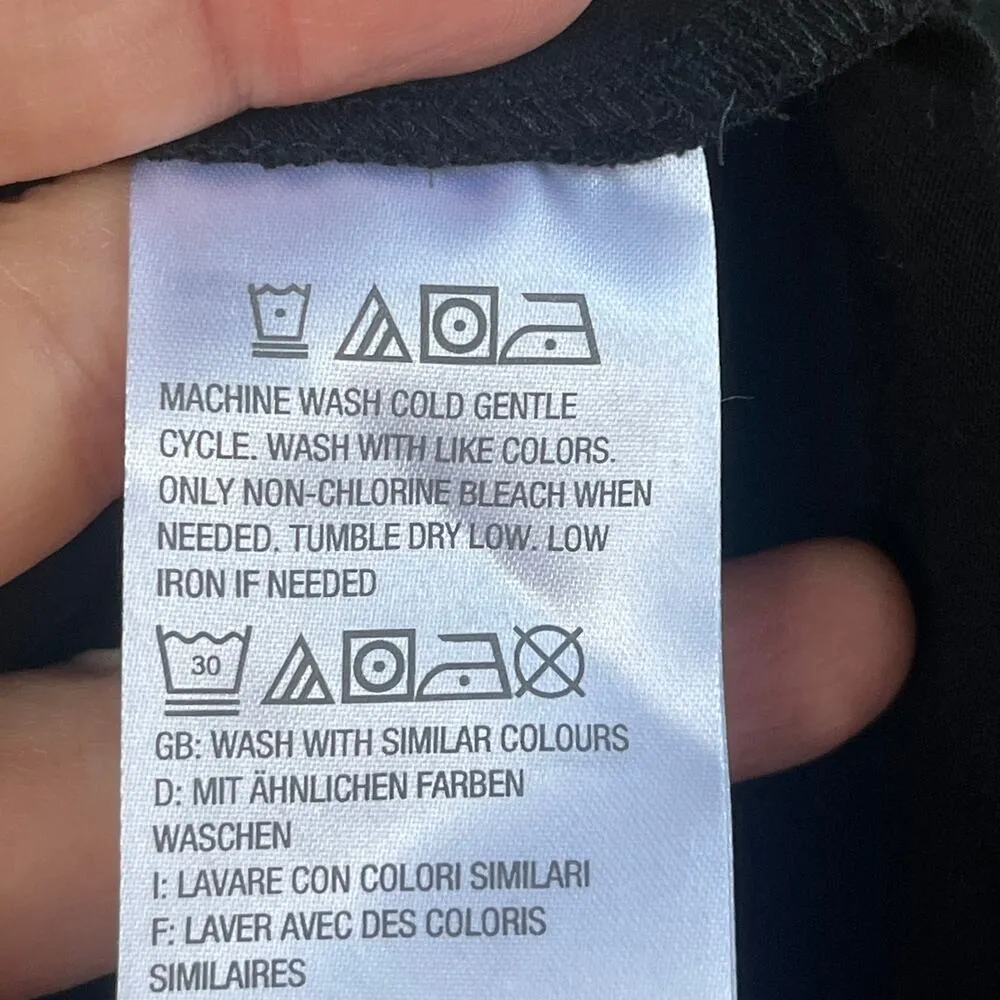 MACHINE WASH COLD GENTLE
CYCLE. WASH WITH LIKE COLORS.
ONLY NON-CHLORINE BLEACH WHEN
NEEDED. TUMBLE DRY LOW. LOW
IRON IF NEEDED
30
GB: WASH WITH SIMILAR COLOURS
D: MIT ÄHNLICHEN FARBEN
WASCHEN
I: LAVARE CON COLORI SIMILARI
F: LAVER AVEC DES COLORIS
SIMILAIRES